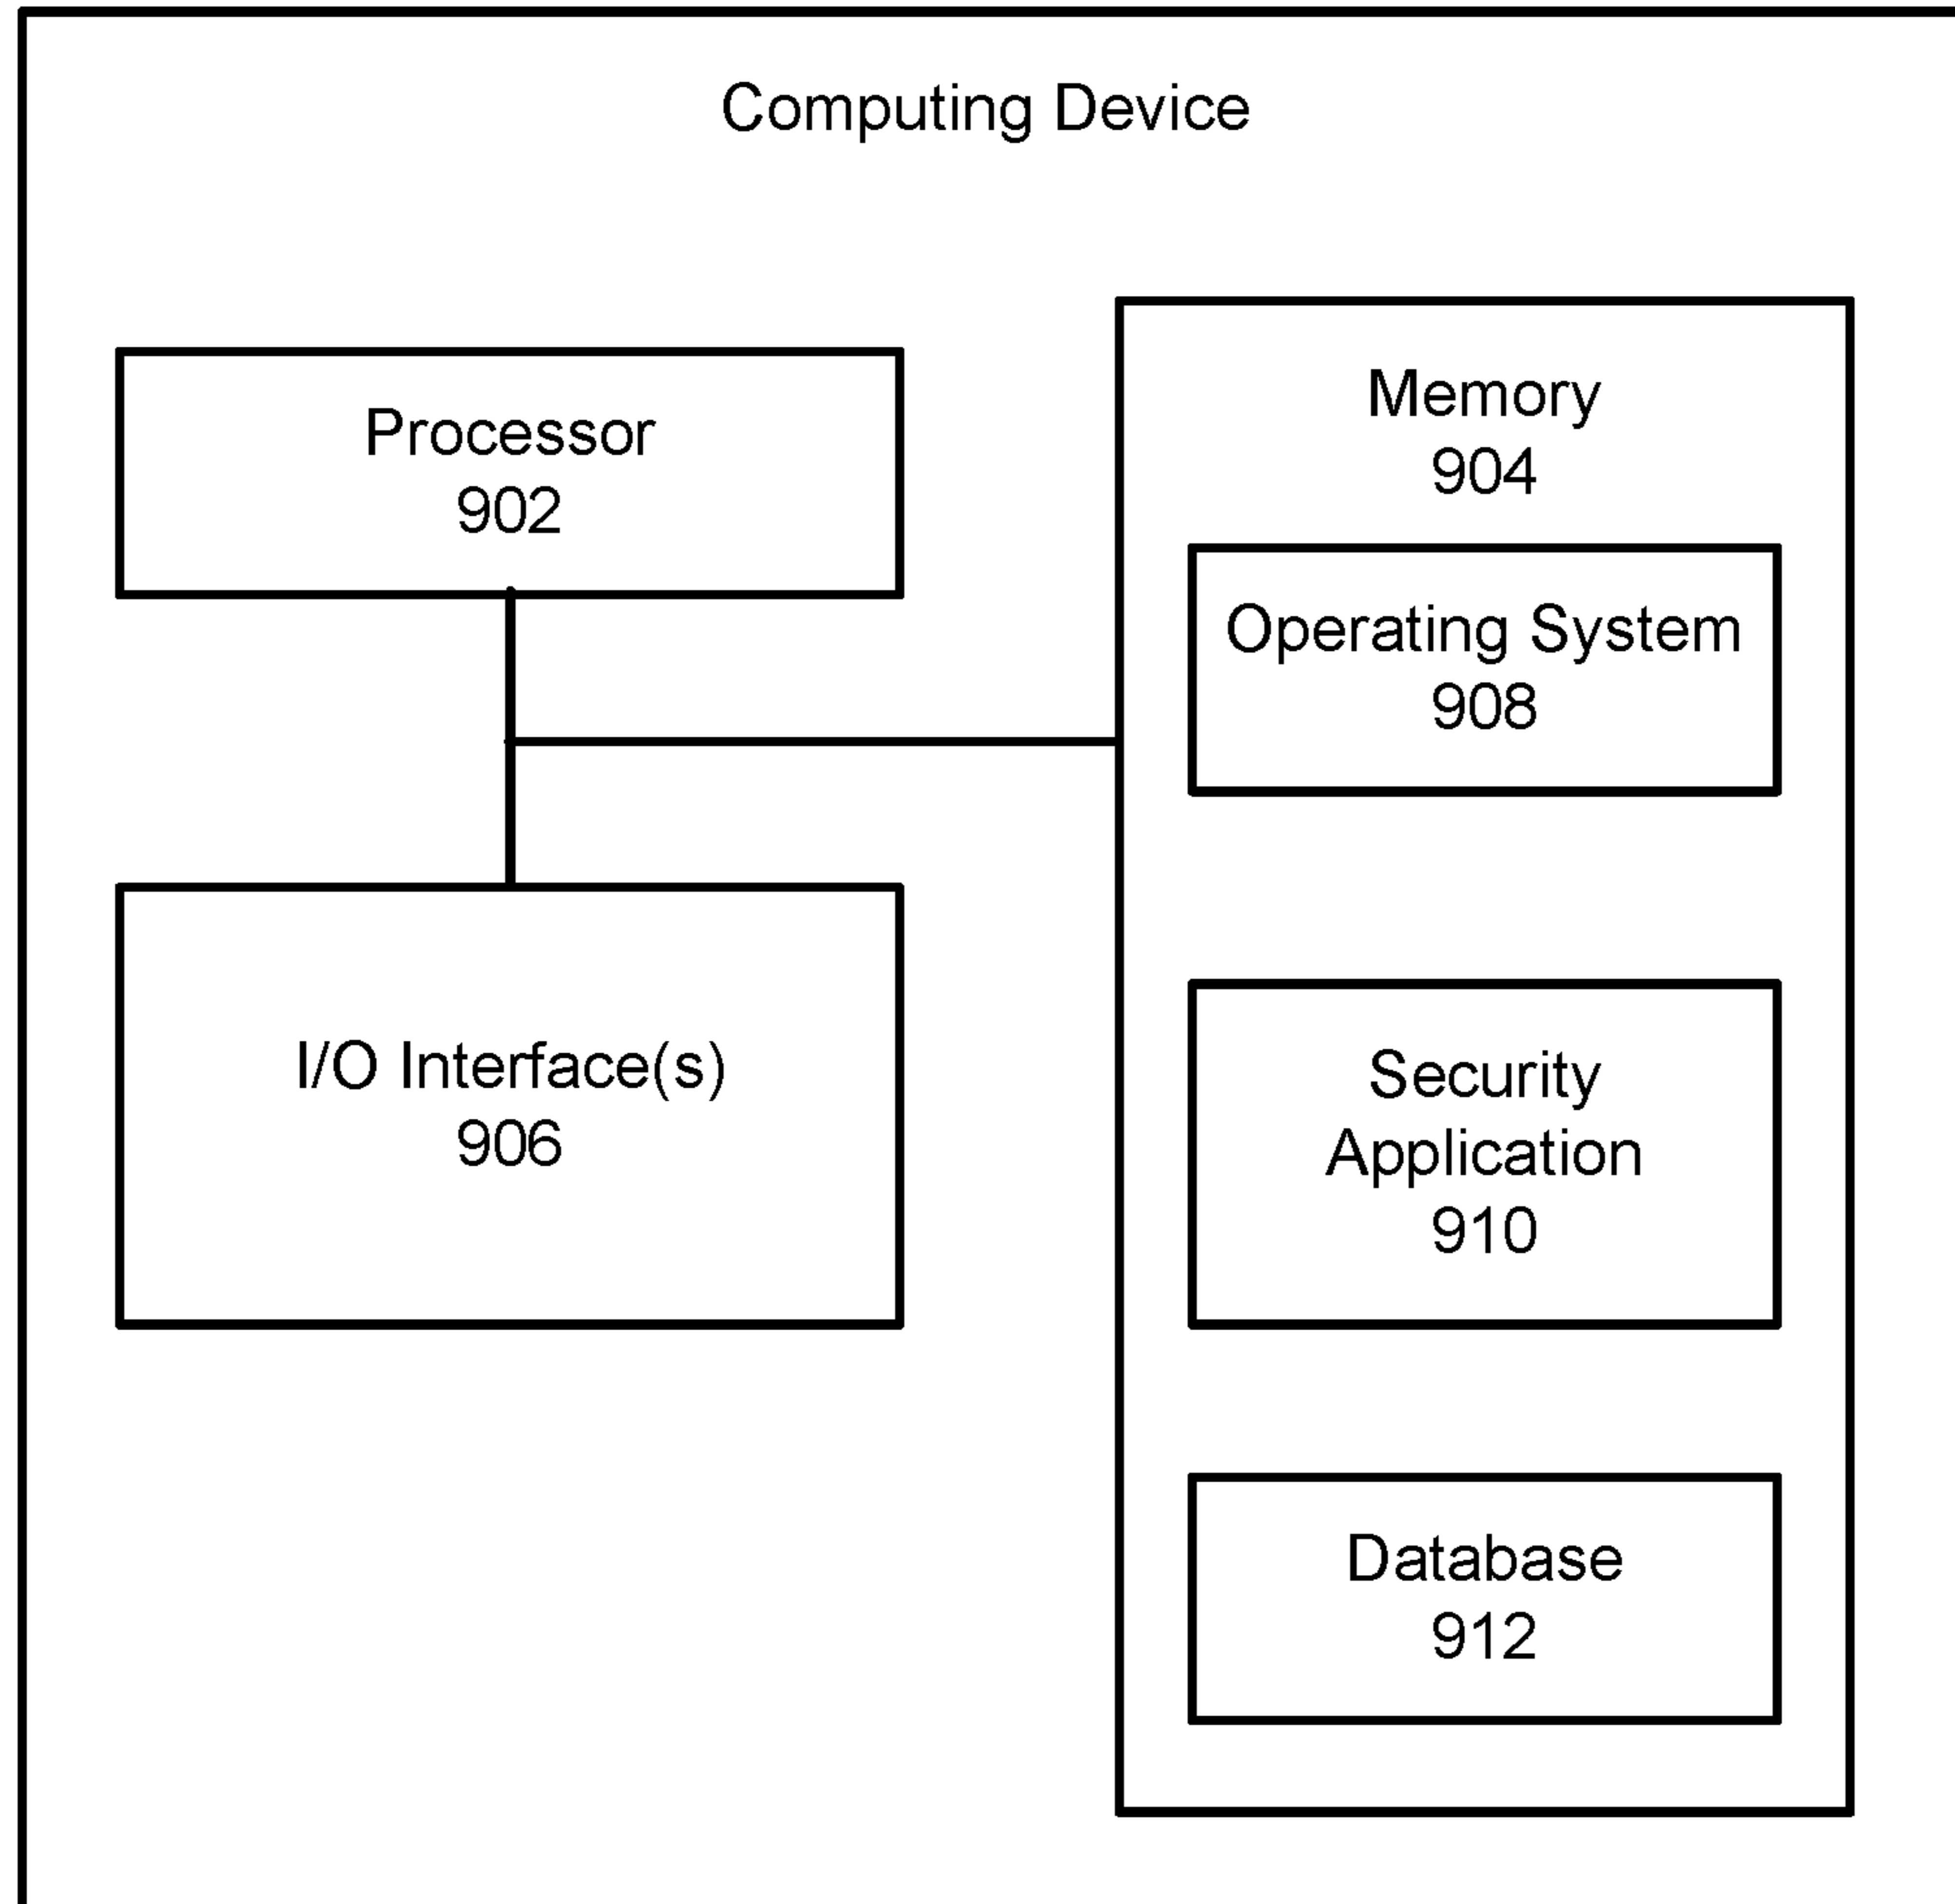 Computing Device
Processor
902
Memory
904
Operating System
908
I/O Interface(s)
906
Security
Application
910
Database
912